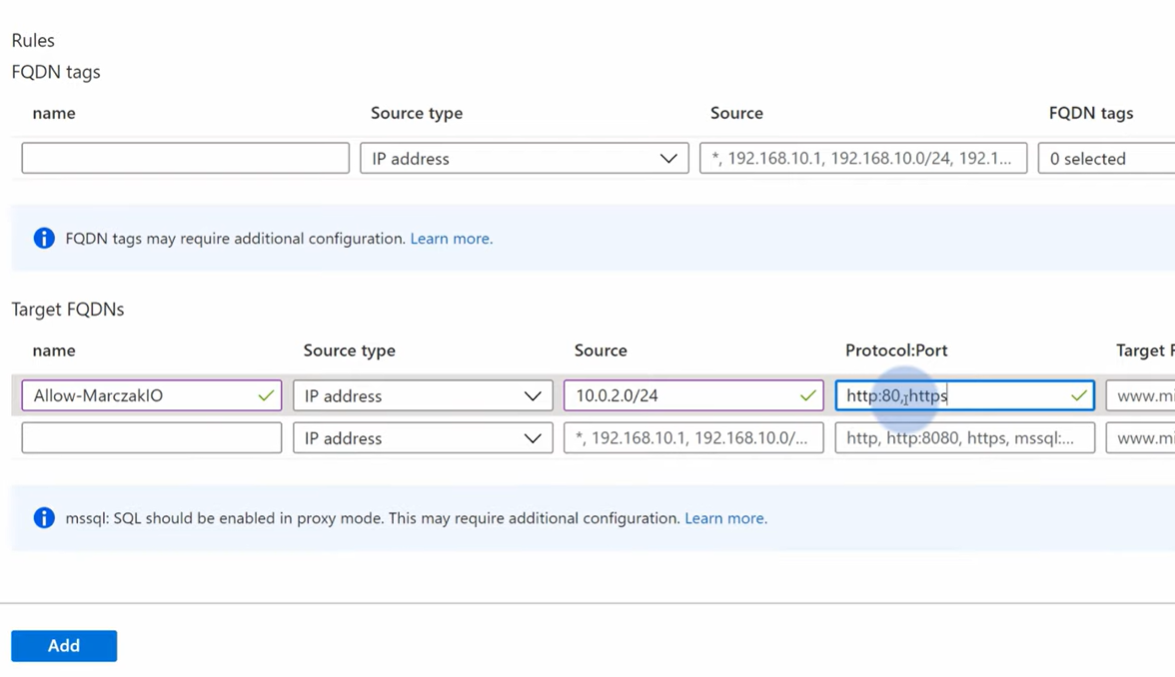 Rules
FQDN tags
name Source type Source FQDN tags
IP address *, 192.168.10.1, 192.168.10.0/24, 192.1... 0 selected
FQDN tags may require additional configuration. Learn more.
Target FQDNs
name Source type Source Protocol:Port Target
Allow-MarczakIO IP address 10.0.2.0/24 http:80, https www.mi
IP address *, 192.168.10.1, 192.168.10.0/... http, http:8080, https, mssql:... www.mi
mssql: SQL should be enabled in proxy mode. This may require additional configuration. Learn more.
Add